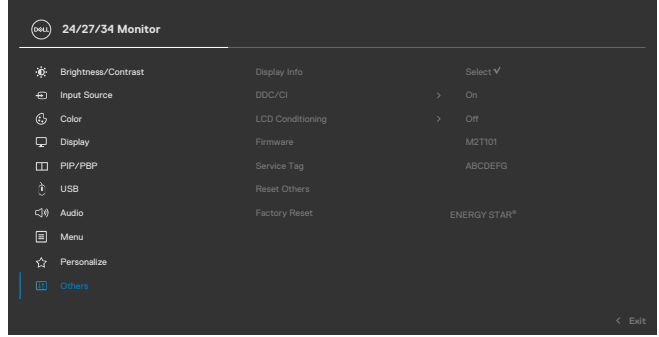 DELL 24/27/34 Monitor
Brightness/Contrast Display Info Select √
Input Source DDC/CI > On
Color LCD Conditioning > Off
Display Firmware M2T101
PIP/PBP Service Tag ABCDEFG
USB Reset Others
Audio Factory Reset ENERGY STAR®
Menu
Personalize
Others
< Exit